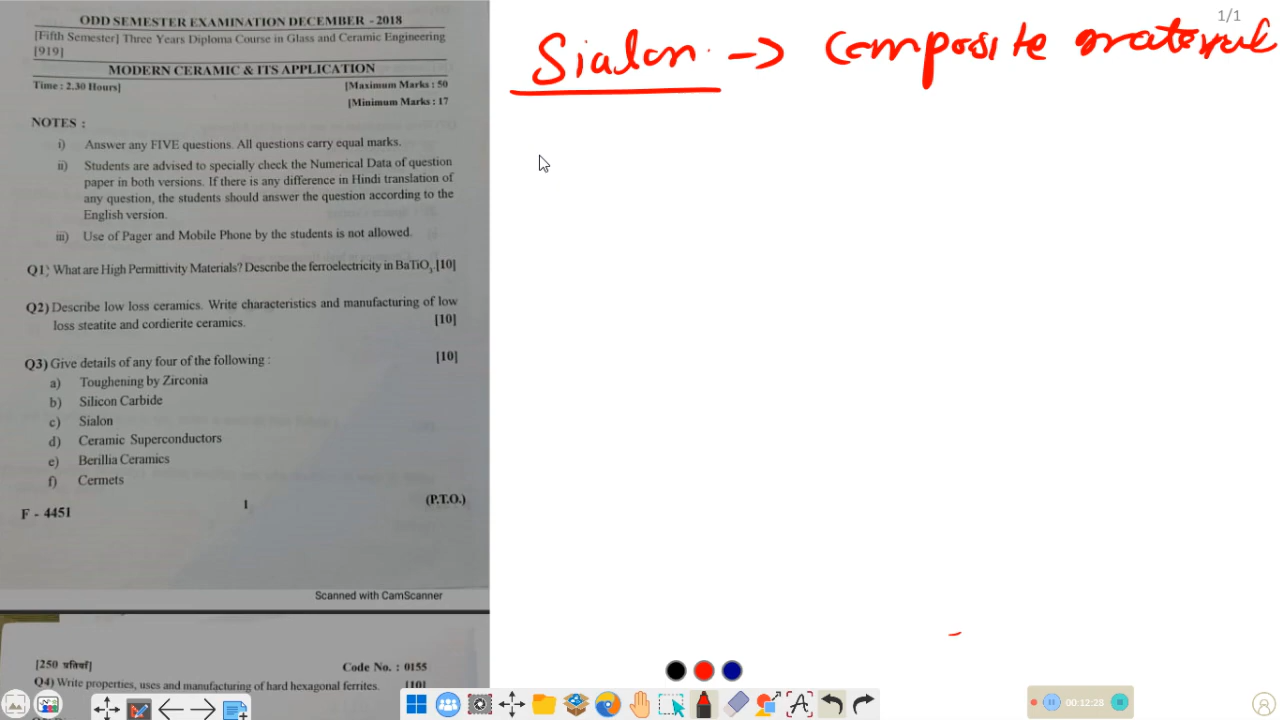 ODD SEMESTER EXAMINATION DECEMBER - 2018
[Fifth Semester] Three Years Diploma Course in Glass and Ceramic Engineering
[919]
MODERN CERAMIC & ITS APPLICATION
Time : 2.30 Hours] [Maximum Marks : 50
[Minimum Marks : 17
NOTES :
i) Answer any FIVE questions. All questions carry equal marks.
ii) Students are advised to specially check the Numerical Data of question
paper in both versions. If there is any difference in Hindi translation of
any question, the students should answer the question according to the
English version.
iii) Use of Pager and Mobile Phone by the students is not allowed.
Q1) What are High Permittivity Materials? Describe the ferroelectricity in BaTiO3. [10]
Q2) Describe low loss ceramics. Write characteristics and manufacturing of low
loss steatite and cordierite ceramics. [10]
Q3) Give details of any four of the following : [10]
a) Toughening by Zirconia
b) Silicon Carbide
c) Sialon
d) Ceramic Superconductors
e) Berillia Ceramics
f) Cermets
F - 4451 1 (P.T.O.)
Scanned with CamScanner
[250 प्रतियाँ] Code No. : 0155
Q4) Write properties, uses and manufacturing of hard hexagonal ferrites. [10]
1/1
Sialon → Composite material
00:12:28